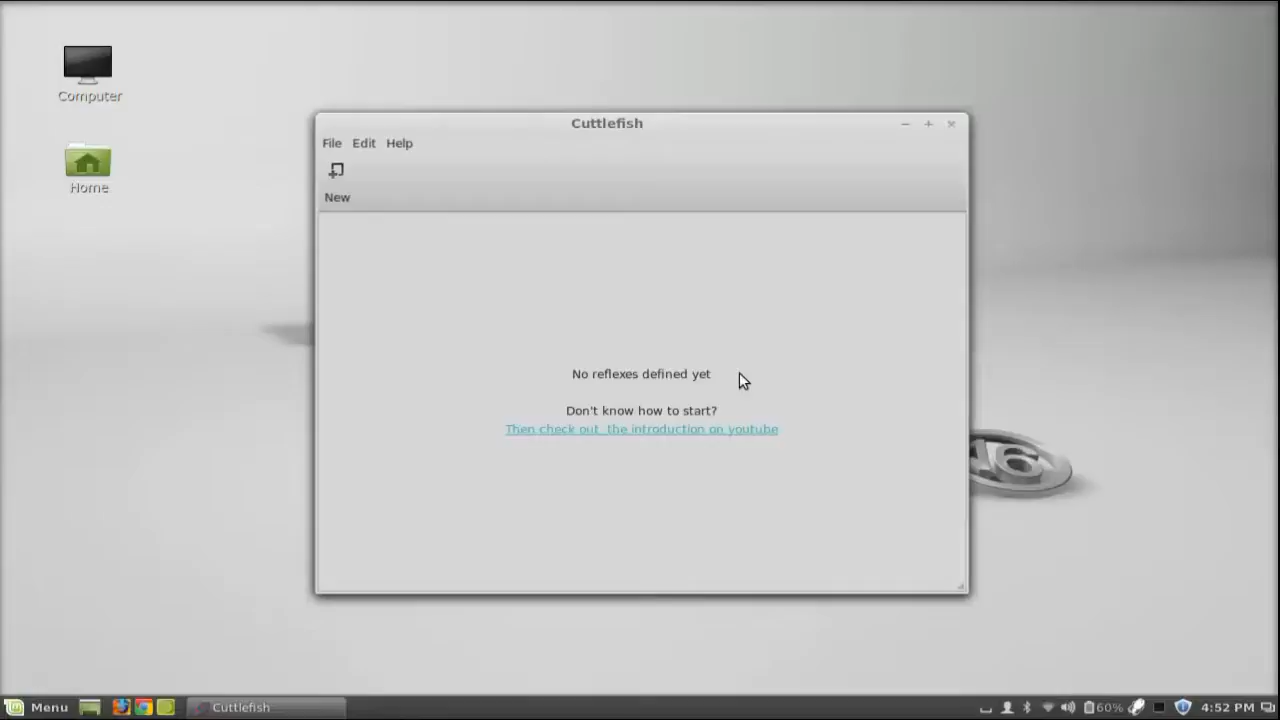 Computer
Home
Cuttlefish
File Edit Help
New
No reflexes defined yet
Don't know how to start?
Then check out  the introduction on youtube
16
Menu
Cuttlefish
60%
4:52 PM